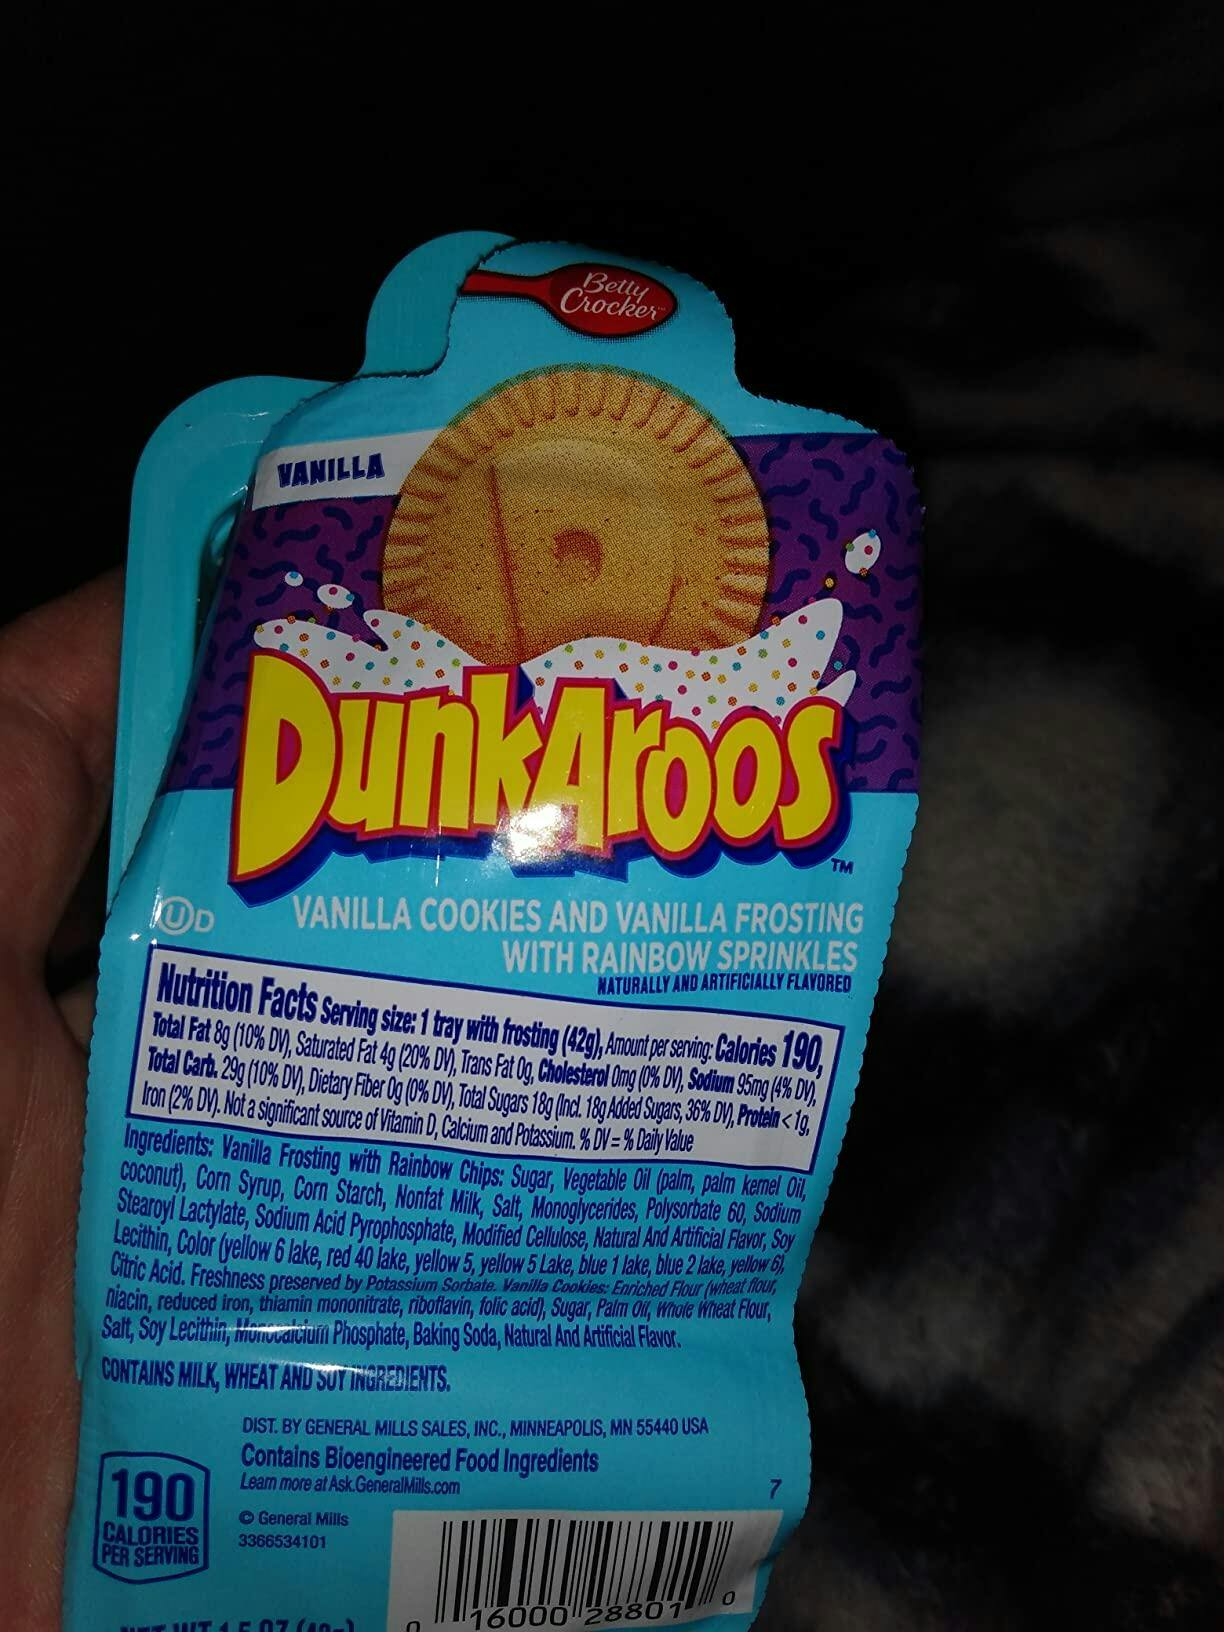 Betty
Crocker
VANILLA
DunkAroos
TM
UD
VANILLA COOKIES AND VANILLA FROSTING
WITH RAINBOW SPRINKLES
NATURALLY AND ARTIFICIALLY FLAVORED
Nutrition Facts Serving size: 1 tray with frosting (42g), Amount per serving: Calories 190,
Total Fat 8g (10% DV), Saturated Fat 4g (20% DV), Trans Fat 0g, Cholesterol 0mg (0% DV), Sodium 95mg (4% DV),
Total Carb. 29g (10% DV), Dietary Fiber 0g (0% DV), Total Sugars 18g (Incl. 18g Added Sugars, 36% DV), Protein < 1g,
Iron (2% DV). Not a significant source of Vitamin D, Calcium and Potassium. % DV = % Daily Value
Ingredients: Vanilla Frosting with Rainbow Chips: Sugar, Vegetable Oil (palm, palm kernel Oil,
coconut), Corn Syrup, Corn Starch, Nonfat Milk, Salt, Monoglycerides, Polysorbate 60, Sodium
Stearoyl Lactylate, Sodium Acid Pyrophosphate, Modified Cellulose, Natural And Artificial Flavor, Soy
Lecithin, Color (yellow 6 lake, red 40 lake, yellow 5, yellow 5 Lake, blue 1 lake, blue 2 lake, yellow 6),
Citric Acid. Freshness preserved by Potassium Sorbate. Vanilla Cookies: Enriched Flour (wheat flour,
niacin, reduced iron, thiamin mononitrate, riboflavin, folic acid), Sugar, Palm Oil, Whole Wheat Flour,
Salt, Soy Lecithin, Monocalcium Phosphate, Baking Soda, Natural And Artificial Flavor.
CONTAINS MILK, WHEAT AND SOY INGREDIENTS.
DIST. BY GENERAL MILLS SALES, INC., MINNEAPOLIS, MN 55440 USA
Contains Bioengineered Food Ingredients
Learn more at Ask.GeneralMills.com
7
© General Mills
3366534101
190
CALORIES
PER SERVING
0 16000 28801 0
NET WT 1.5 OZ